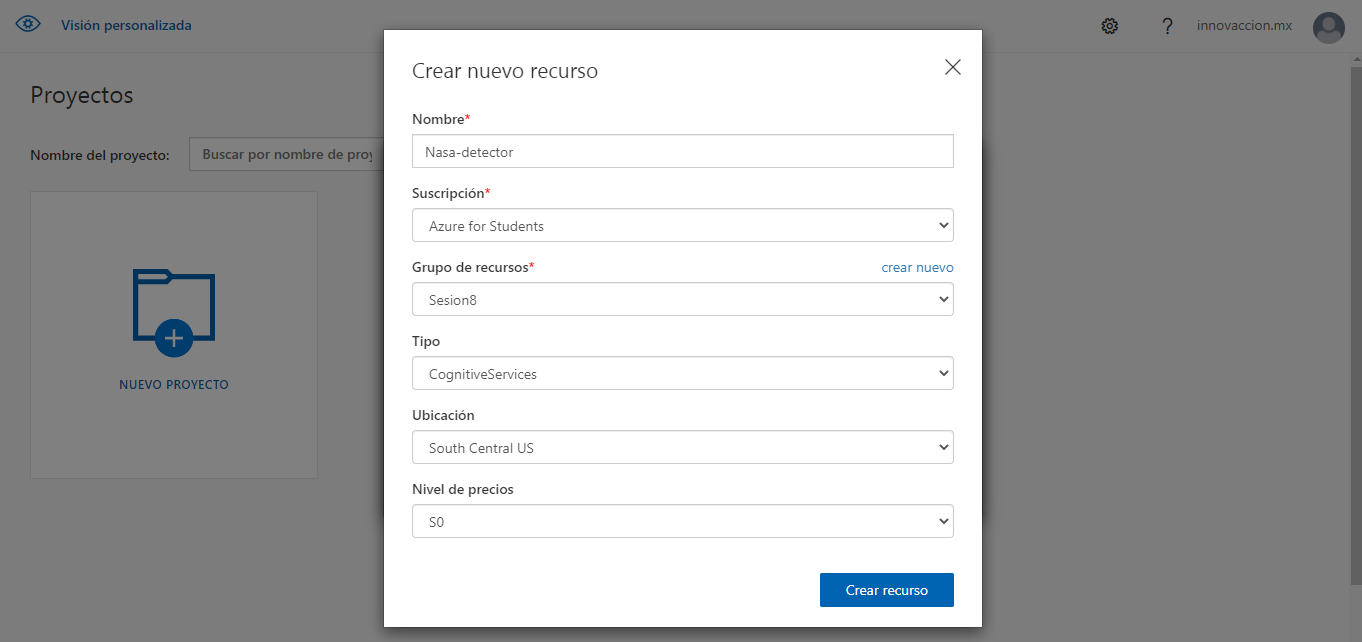 Visión personalizada
? innovaccion.mx
Proyectos
Nombre del proyecto:
Buscar por nombre de proy
NUEVO PROYECTO
Crear nuevo recurso
Nombre*
Nasa-detector
Suscripción*
Azure for Students
Grupo de recursos*
crear nuevo
Sesion8
Tipo
CognitiveServices
Ubicación
South Central US
Nivel de precios
S0
Crear recurso